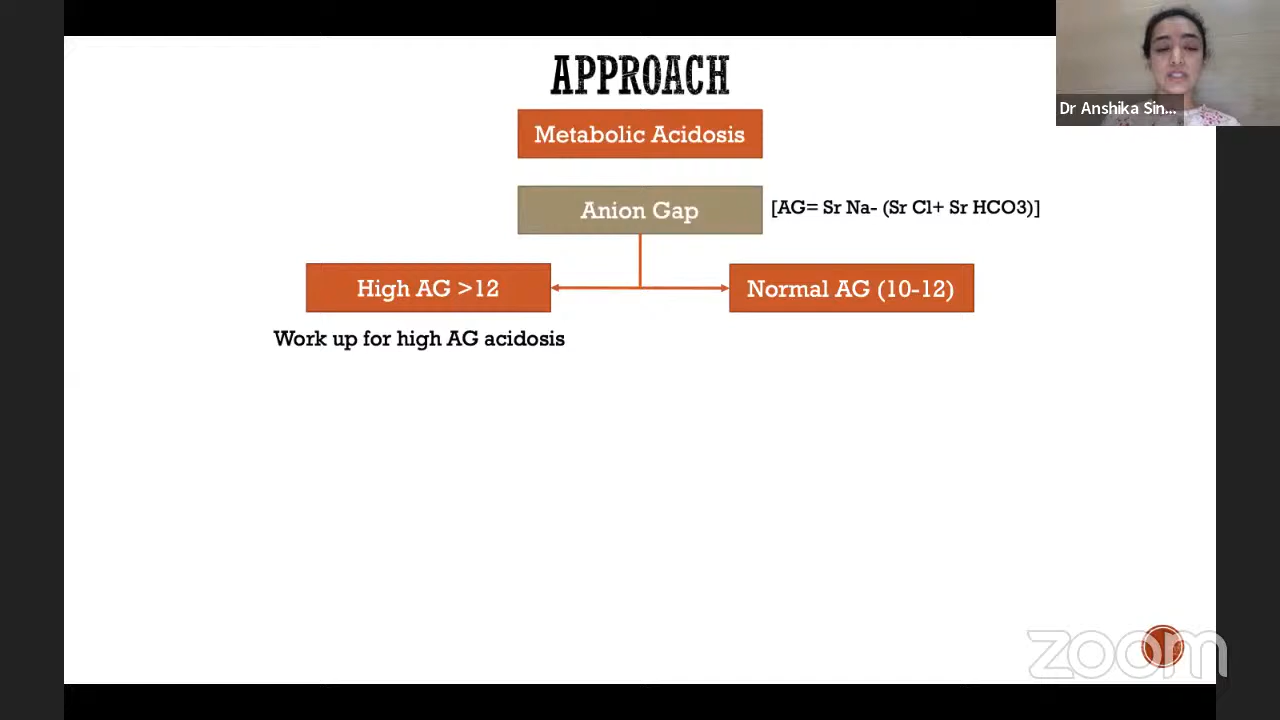 APPROACH
Dr Anshika Sin...
Metabolic Acidosis
Anion Gap
[AG= Sr Na- (Sr Cl+ Sr HCO3)]
High AG >12
Normal AG (10-12)
Work up for high AG acidosis
zoom